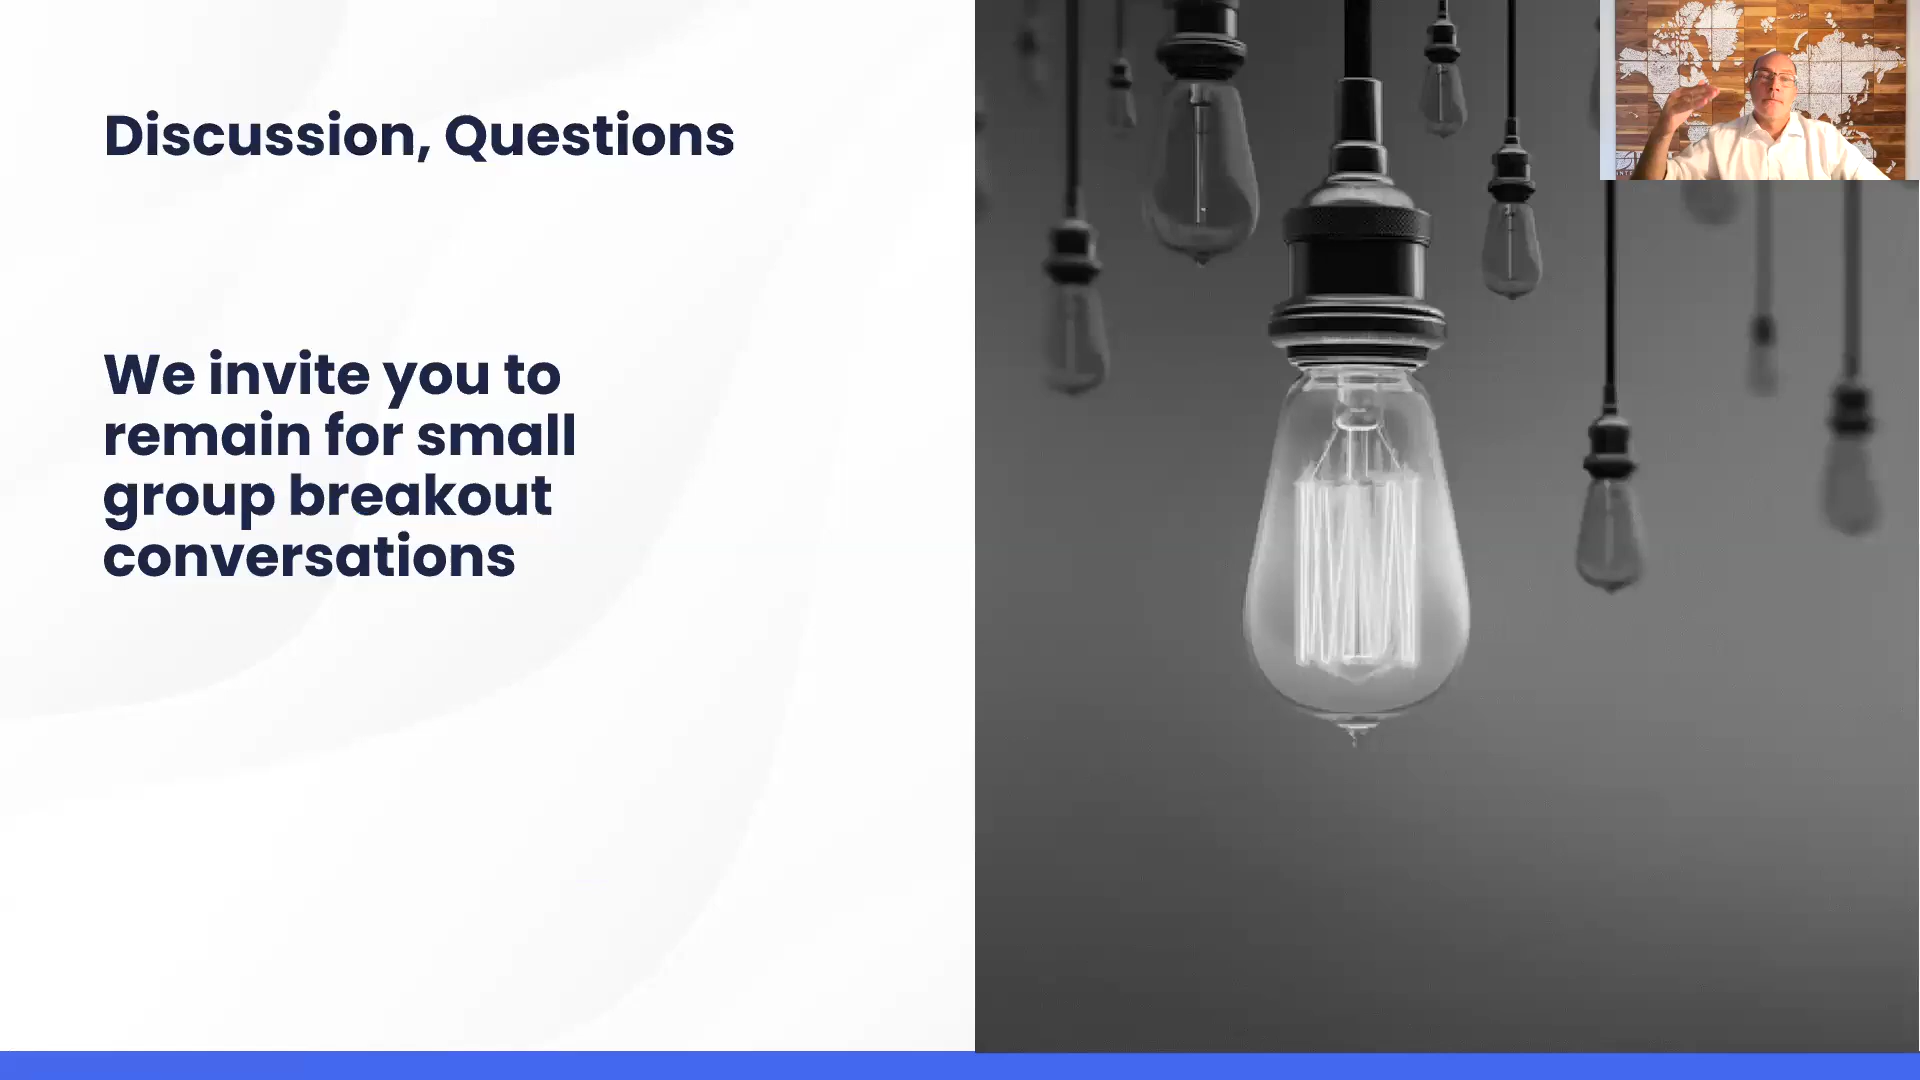 Discussion, Questions
We invite you to
remain for small
group breakout
conversations